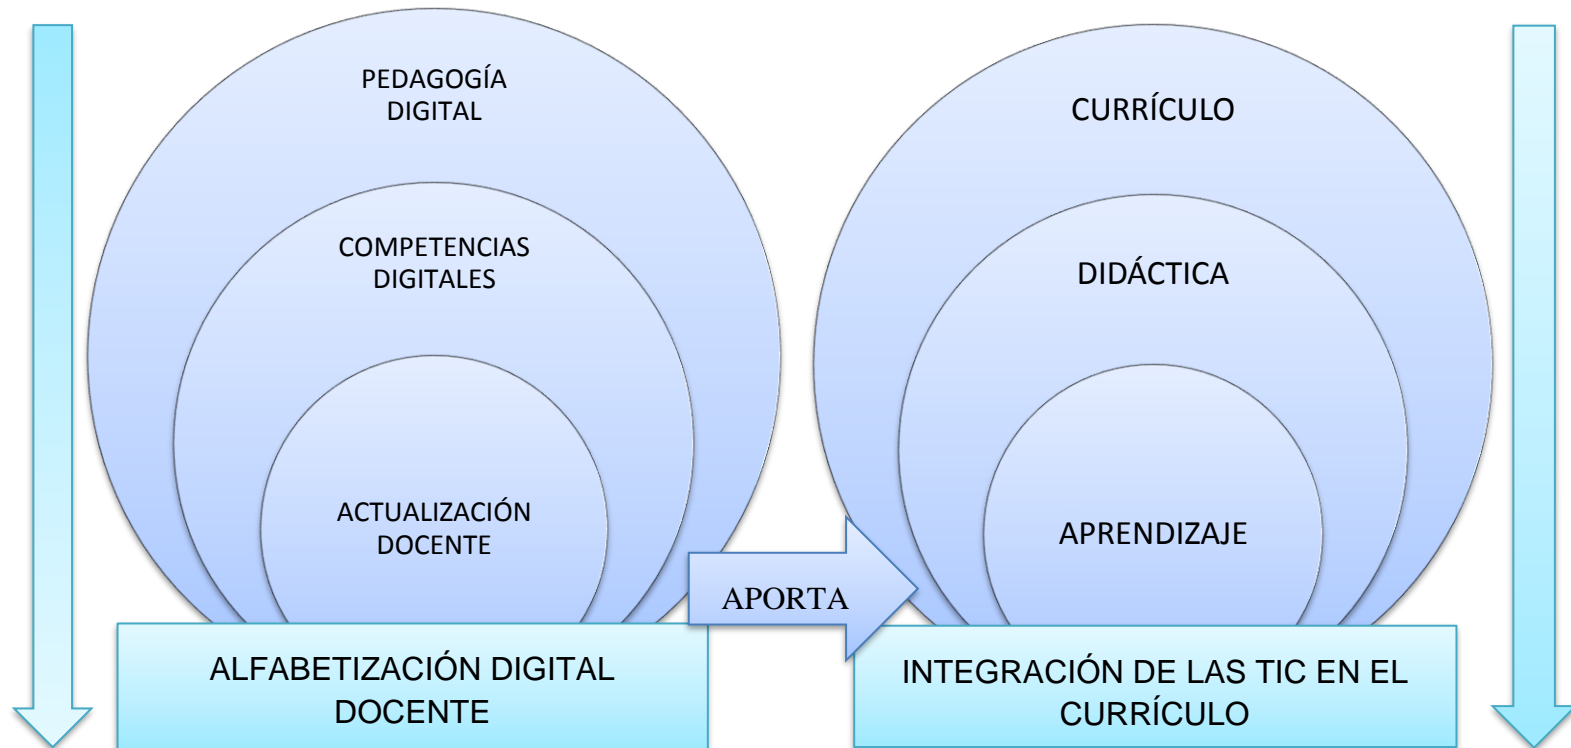 PEDAGOGÍA
DIGITAL
COMPETENCIAS
DIGITALES
ACTUALIZACIÓN
DOCENTE
ALFABETIZACIÓN DIGITAL
DOCENTE
APORTA
CURRÍCULO
DIDÁCTICA
APRENDIZAJE
INTEGRACIÓN DE LAS TIC EN EL
CURRÍCULO